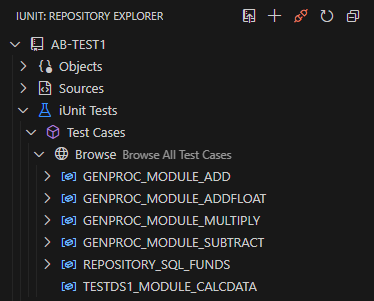 IUNIT: REPOSITORY EXPLORER
AB-TEST1
Objects
Sources
iUnit Tests
Test Cases
Browse Browse All Test Cases
GENPROC_MODULE_ADD
GENPROC_MODULE_ADDFLOAT
GENPROC_MODULE_MULTIPLY
GENPROC_MODULE_SUBTRACT
REPOSITORY_SQL_FUNDS
TESTDS1_MODULE_CALCDATA